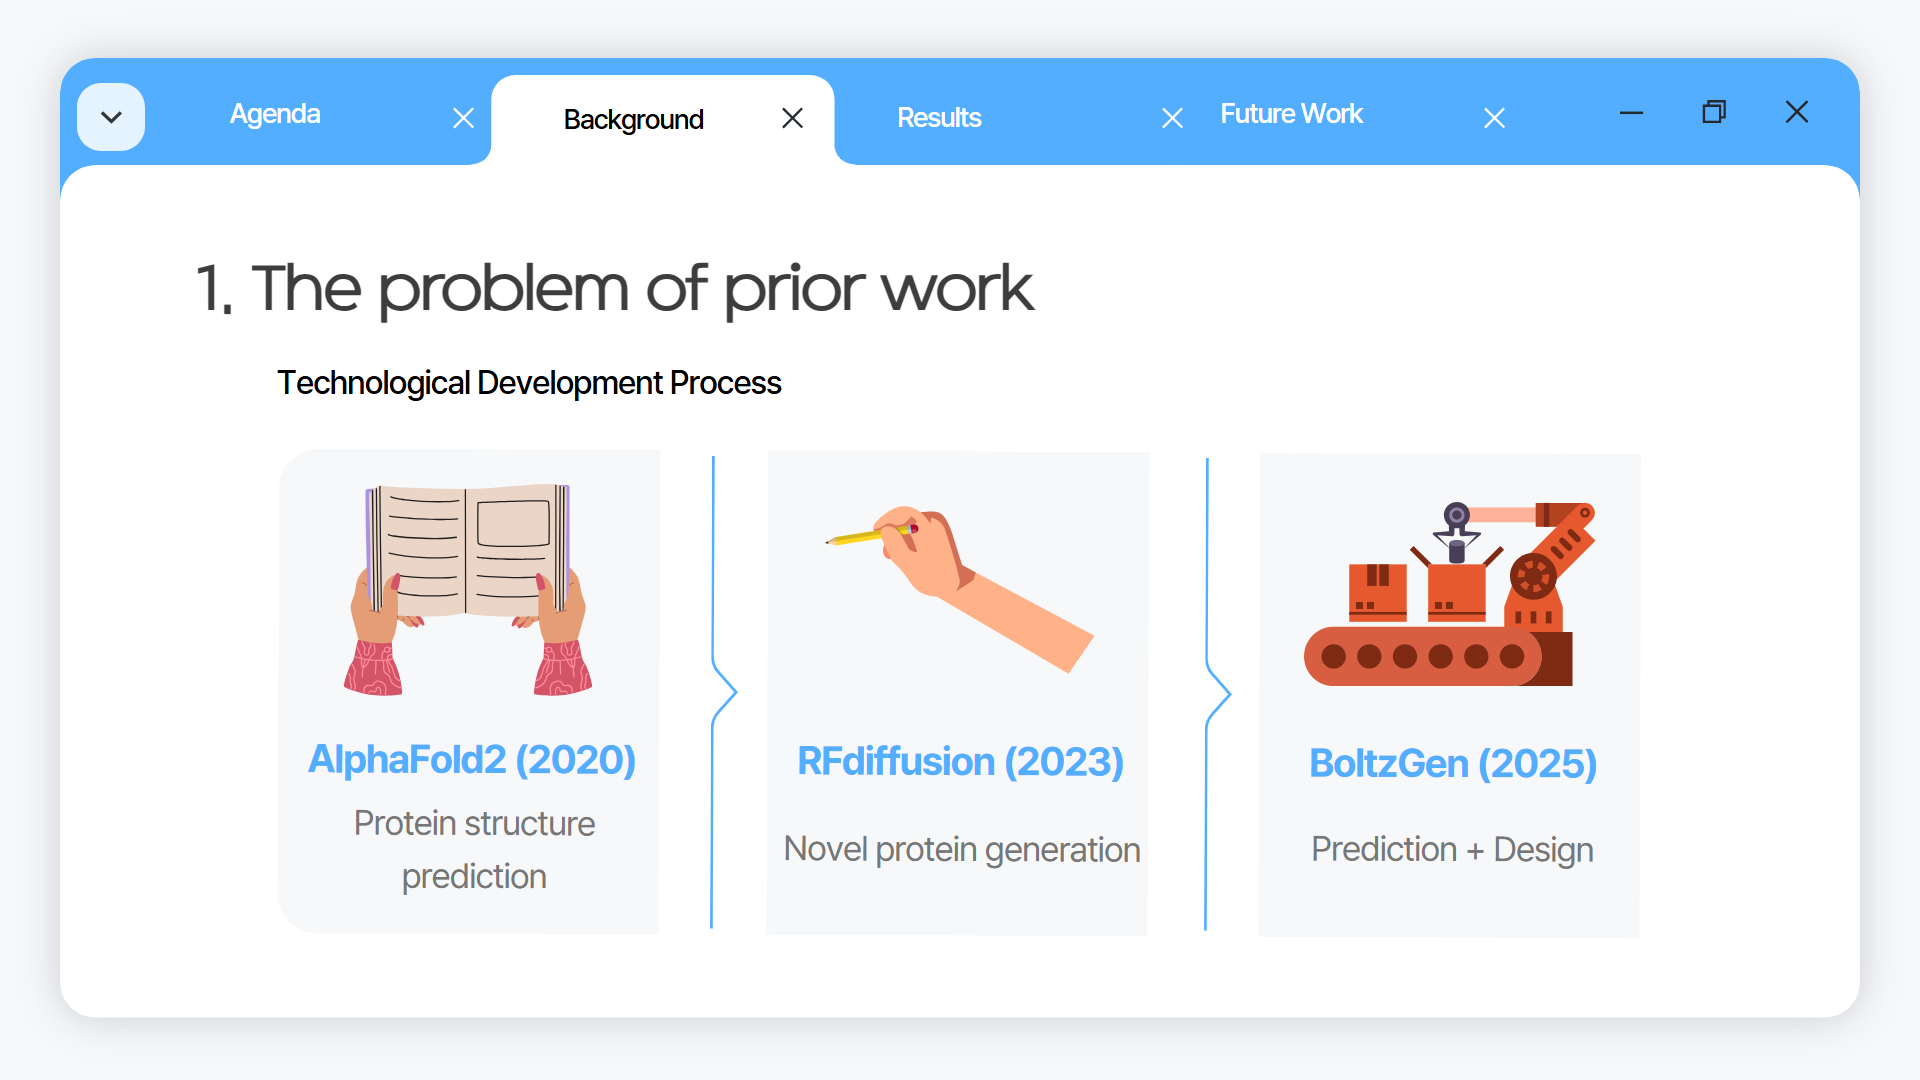 Agenda
Background
Results
Future Work
1. The problem of prior work
Technological Development Process
AlphaFold2 (2020)
Protein structure
prediction
RFdiffusion (2023)
Novel protein generation
BoltzGen (2025)
Prediction + Design